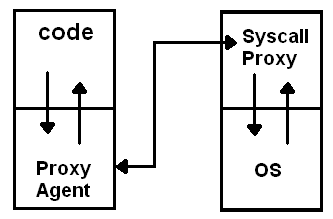 code
Proxy
Agent
Syscall
Proxy
OS